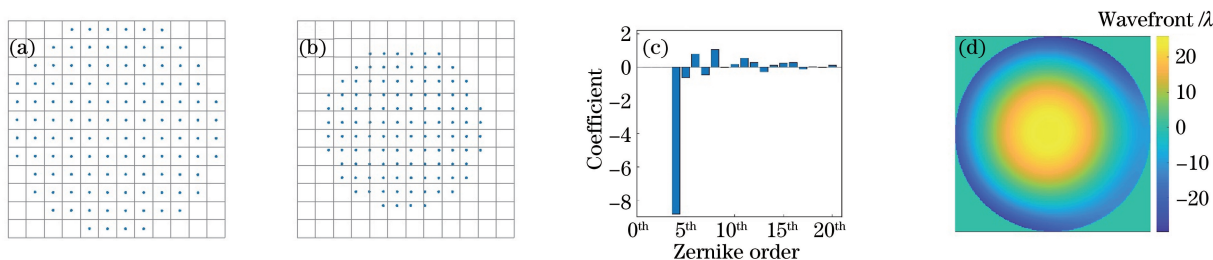 (a)
(b)
(c)
(d)
2
0
−2
−4
−6
−8
Coefficient
0th
5th
10th
15th
20th
Zernike order
Wavefront /λ
20
10
0
−10
−20